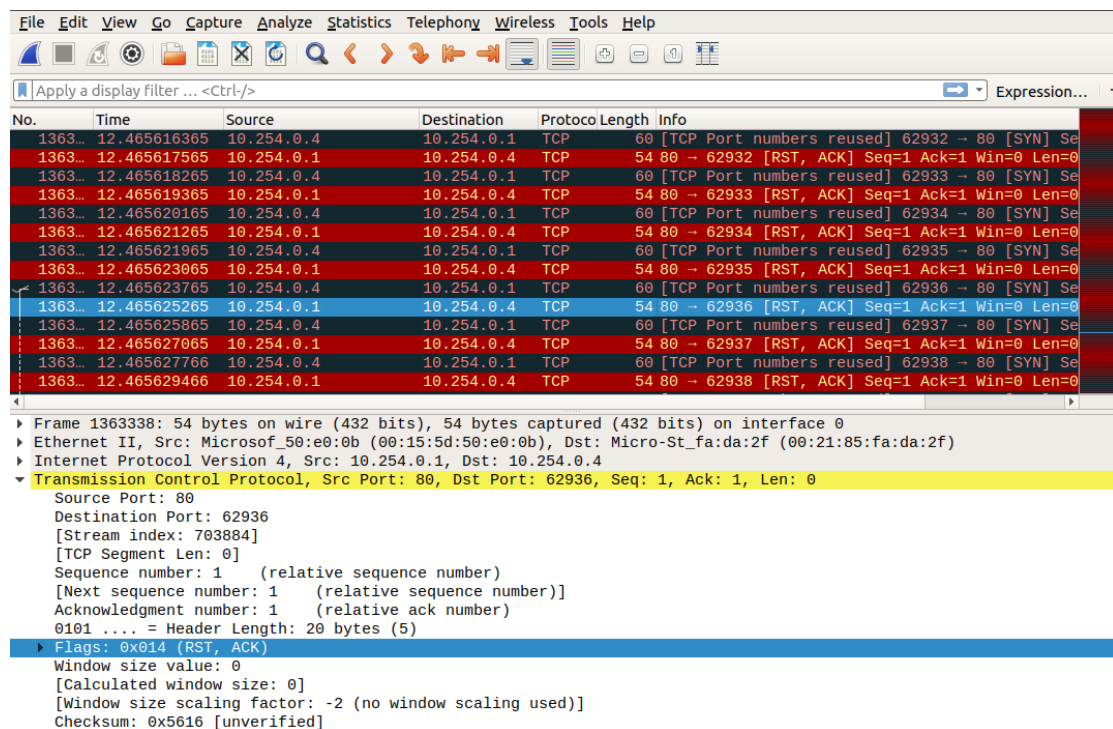 File Edit View Go Capture Analyze Statistics Telephony Wireless Tools Help
Apply a display filter … <Ctrl-/> Expression…
No. Time Source Destination Protoco Length Info
1363… 12.465616365 10.254.0.4 10.254.0.1 TCP 60 [TCP Port numbers reused] 62932 → 80 [SYN] Se
1363… 12.465617565 10.254.0.1 10.254.0.4 TCP 54 80 → 62932 [RST, ACK] Seq=1 Ack=1 Win=0 Len=0
1363… 12.465618265 10.254.0.4 10.254.0.1 TCP 60 [TCP Port numbers reused] 62933 → 80 [SYN] Se
1363… 12.465619365 10.254.0.1 10.254.0.4 TCP 54 80 → 62933 [RST, ACK] Seq=1 Ack=1 Win=0 Len=0
1363… 12.465620165 10.254.0.4 10.254.0.1 TCP 60 [TCP Port numbers reused] 62934 → 80 [SYN] Se
1363… 12.465621265 10.254.0.1 10.254.0.4 TCP 54 80 → 62934 [RST, ACK] Seq=1 Ack=1 Win=0 Len=0
1363… 12.465621965 10.254.0.4 10.254.0.1 TCP 60 [TCP Port numbers reused] 62935 → 80 [SYN] Se
1363… 12.465623065 10.254.0.1 10.254.0.4 TCP 54 80 → 62935 [RST, ACK] Seq=1 Ack=1 Win=0 Len=0
1363… 12.465623765 10.254.0.4 10.254.0.1 TCP 60 [TCP Port numbers reused] 62936 → 80 [SYN] Se
1363… 12.465625265 10.254.0.1 10.254.0.4 TCP 54 80 → 62936 [RST, ACK] Seq=1 Ack=1 Win=0 Len=0
1363… 12.465625865 10.254.0.4 10.254.0.1 TCP 60 [TCP Port numbers reused] 62937 → 80 [SYN] Se
1363… 12.465627065 10.254.0.1 10.254.0.4 TCP 54 80 → 62937 [RST, ACK] Seq=1 Ack=1 Win=0 Len=0
1363… 12.465627766 10.254.0.4 10.254.0.1 TCP 60 [TCP Port numbers reused] 62938 → 80 [SYN] Se
1363… 12.465629466 10.254.0.1 10.254.0.4 TCP 54 80 → 62938 [RST, ACK] Seq=1 Ack=1 Win=0 Len=0
Frame 1363338: 54 bytes on wire (432 bits), 54 bytes captured (432 bits) on interface 0
Ethernet II, Src: Microsof_50:e0:0b (00:15:5d:50:e0:0b), Dst: Micro-St_fa:da:2f (00:21:85:fa:da:2f)
Internet Protocol Version 4, Src: 10.254.0.1, Dst: 10.254.0.4
Transmission Control Protocol, Src Port: 80, Dst Port: 62936, Seq: 1, Ack: 1, Len: 0
Source Port: 80
Destination Port: 62936
[Stream index: 703884]
[TCP Segment Len: 0]
Sequence number: 1 (relative sequence number)
[Next sequence number: 1 (relative sequence number)]
Acknowledgment number: 1 (relative ack number)
0101 .... = Header Length: 20 bytes (5)
Flags: 0x014 (RST, ACK)
Window size value: 0
[Calculated window size: 0]
[Window size scaling factor: -2 (no window scaling used)]
Checksum: 0x5616 [unverified]